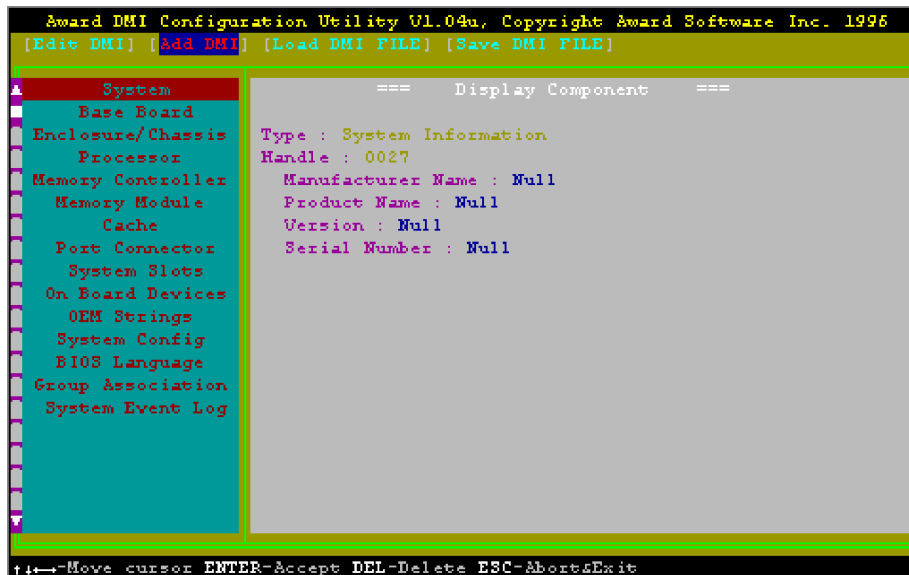 Award DMI Configuration Utility V1.04u, Copyright Award Software Inc. 1996
[Edit DMI] [Add DMI] [Load DMI FILE] [Save DMI FILE]
System
Base Board
Enclosure/Chassis
Processor
Memory Controller
Memory Module
Cache
Port Connector
System Slots
On Board Devices
OEM Strings
System Config
BIOS Language
Group Association
System Event Log
=== Display Component ===
Type : System Information
Handle : 0027
Manufacturer Name : Null
Product Name : Null
Version : Null
Serial Number : Null
↑↓←→-Move cursor ENTER-Accept DEL-Delete ESC-Abort&Exit